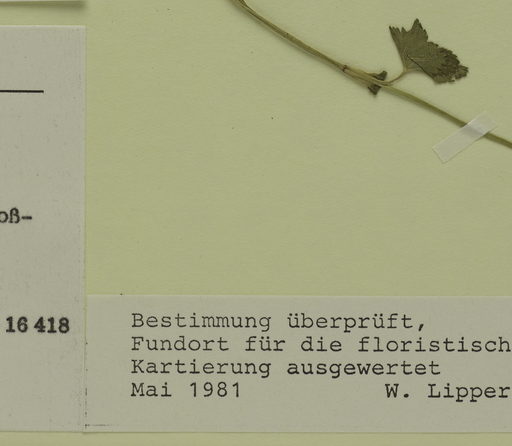 oß-
16 418
Bestimmung überprüft,
Fundort für die floristisch
Kartierung ausgewertet
Mai 1981 W. Lipper